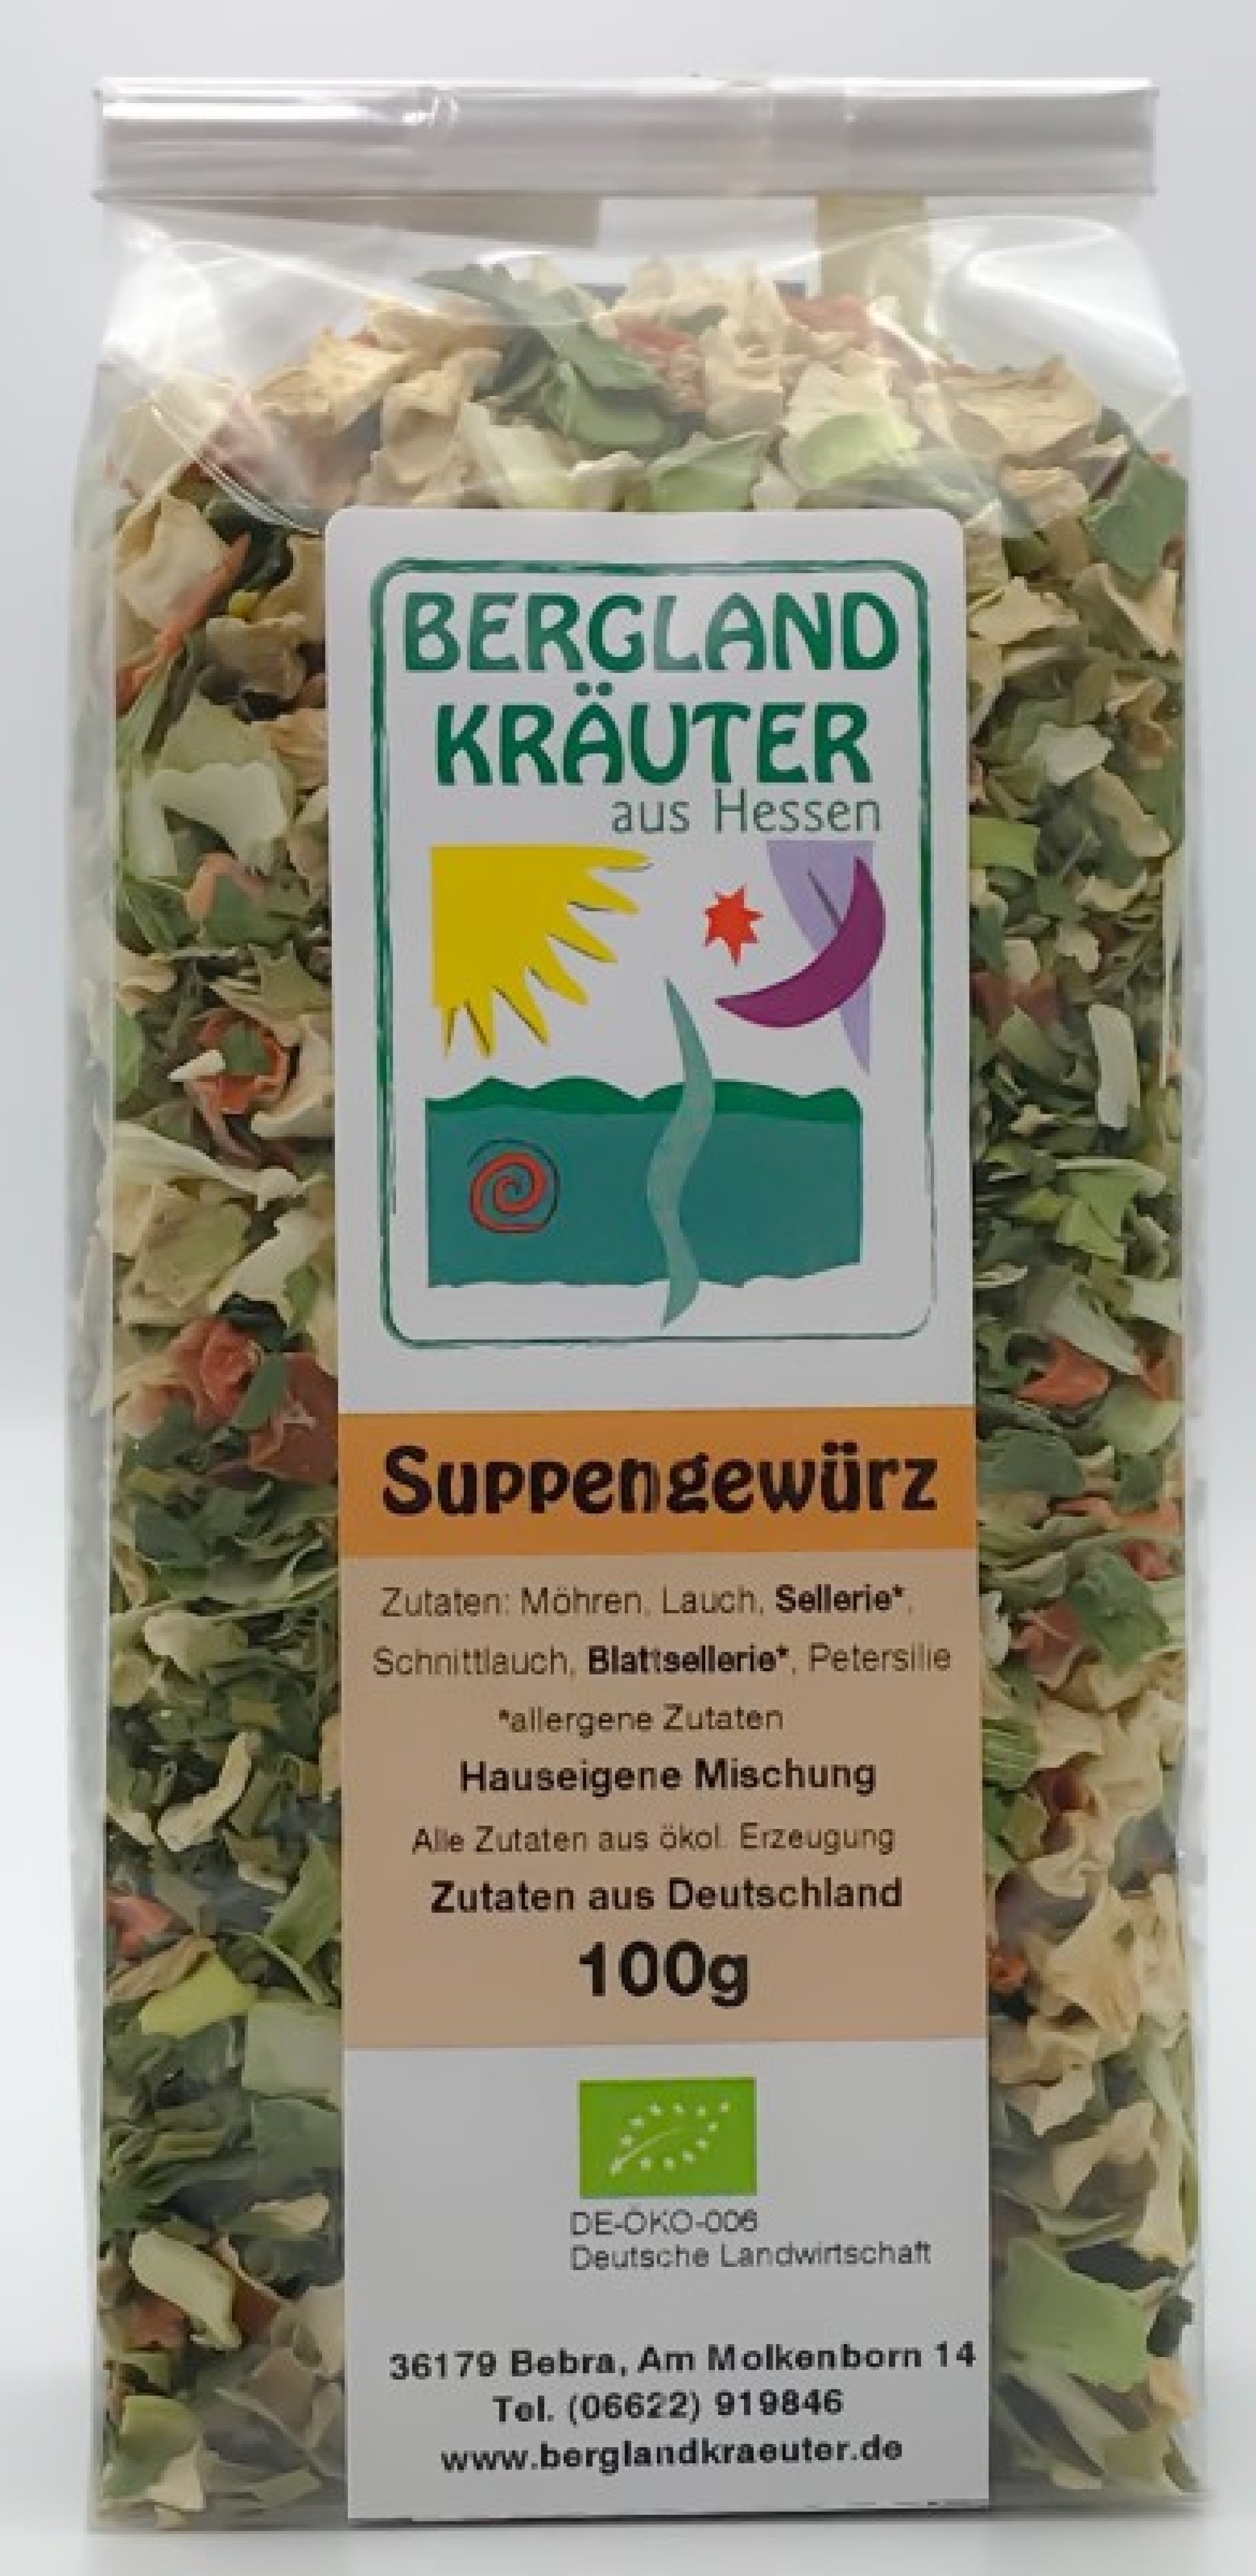 BERGLAND
KRÄUTER
aus Hessen
Suppengewürz
Zutaten: Möhren, Lauch, Sellerie*,
Schnittlauch, Blattsellerie*, Petersilie
*allergene Zutaten
Hauseigene Mischung
Alle Zutaten aus ökol. Erzeugung
Zutaten aus Deutschland
100g
DE-ÖKO-006
Deutsche Landwirtschaft
36179 Bebra, Am Molkenborn 14
Tel. (06622) 919846
www.berglandkraeuter.de